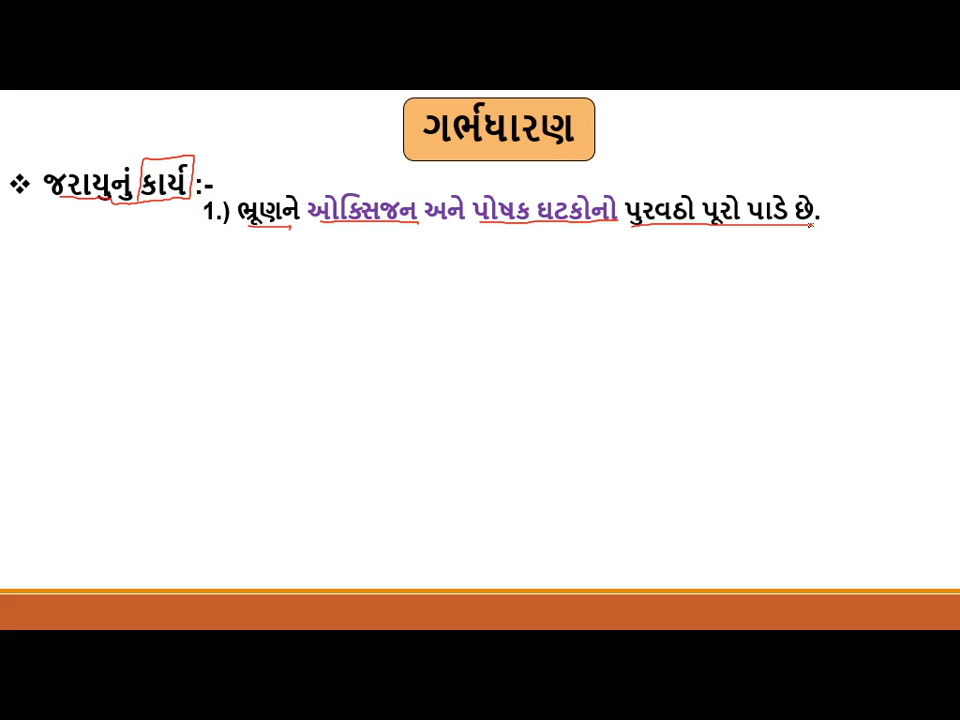 ગર્ભધારણ
❖ જરાયુનું કાર્ય :-
1.) ભ્રૂણને ઓક્સિજન અને પોષક ઘટકોનો પુરવઠો પૂરો પાડે છે.